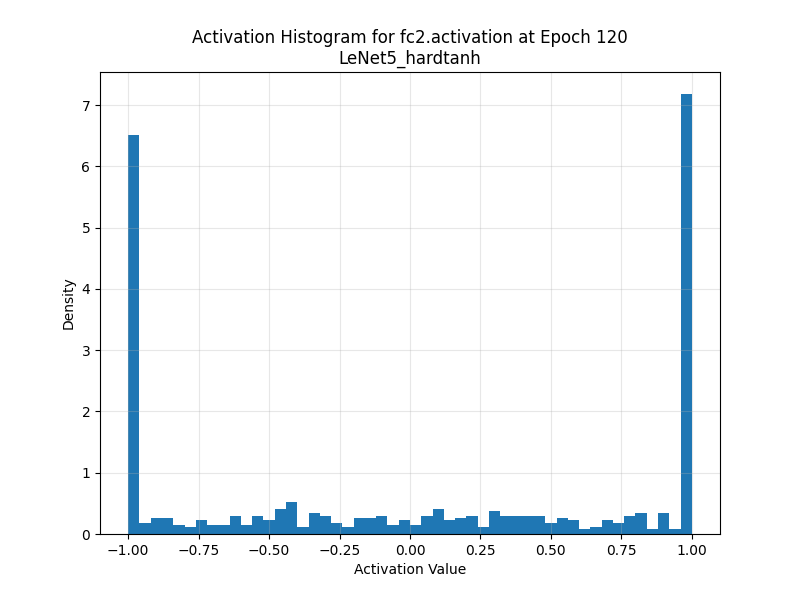 Activation Histogram for fc2.activation at Epoch 120
LeNet5_hardtanh
7
6
5
4
3
2
1
0
Density
−1.00 −0.75 −0.50 −0.25 0.00 0.25 0.50 0.75 1.00
Activation Value